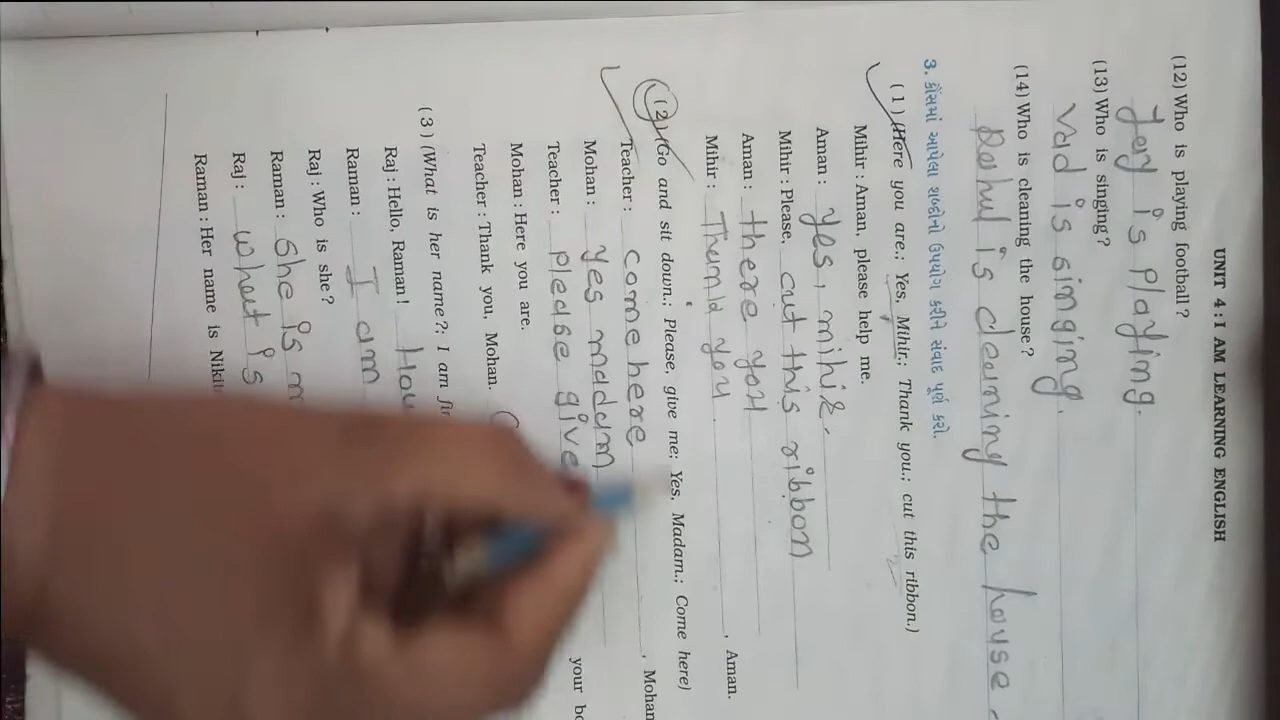 UNIT 4 : I AM LEARNING ENGLISH
(12) Who is playing football?
Jay is playing.
(13) Who is singing?
Vad is singing.
(14) Who is cleaning the house?
is cleaning the house
3. કૌંસમાં આપેલા શબ્દોનો ઉપયોગ કરીને સંવાદ પૂર્ણ કરો.
(1) (Here you are.; Yes, Mihir.; Thank you.; cut this ribbon.)
Mihir : Aman, please help me.
Aman : Yes, mihir.
Mihir : Please, cut this ribbon
Aman : there you
Mihir : you. , Aman.
(2) (Go and sit down.; Please, give me; Yes, Madam.; Come here)
Teacher : come here , Mohan
Mohan : Yes madam
Teacher : please give your
Mohan : Here you are.
Teacher : Thank you, Mohan.
(3) (What is her name?; I am
Raj : Hello, Raman!
Raman : I am
Raj : Who is she?
Raman : She is
Raj : what is
Raman : Her name is